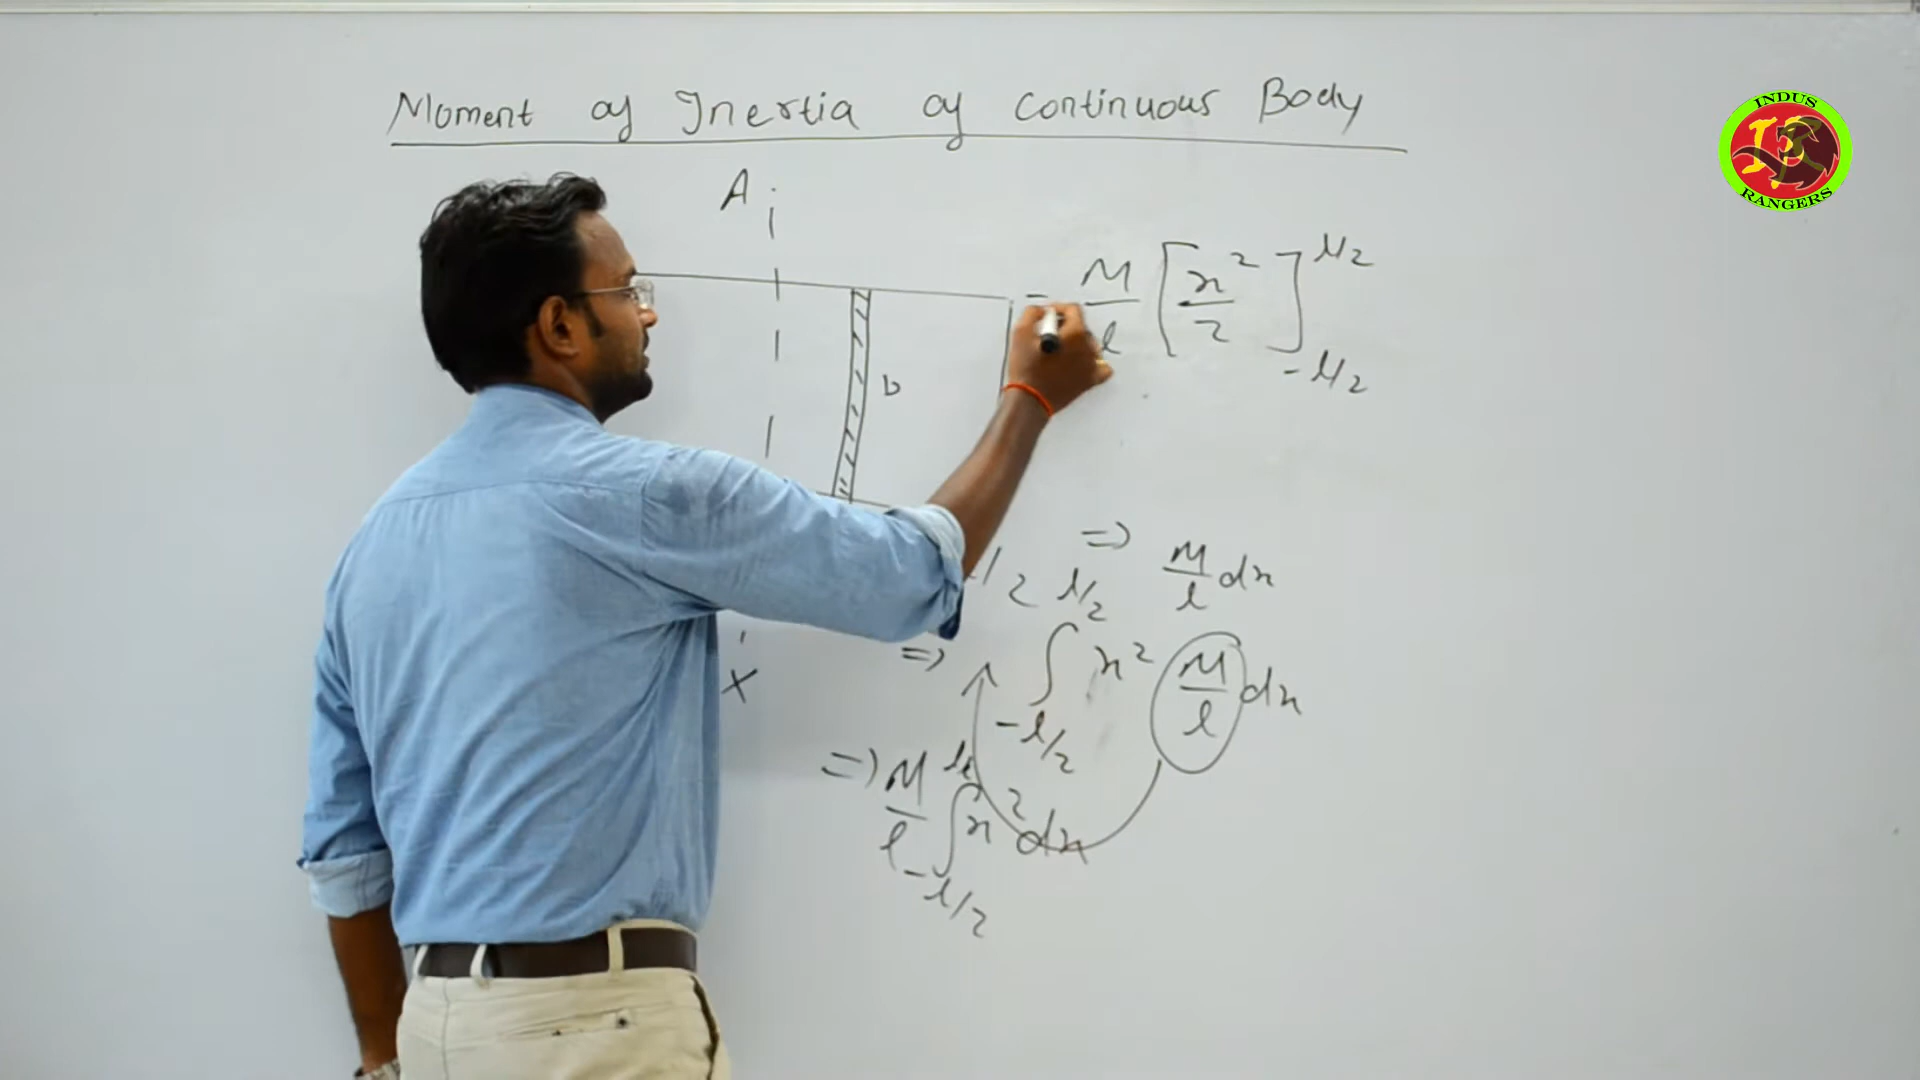 Moment of Inertia of Continuous Body
A
= M/l [x²/2] l/2 -l/2
b
=> M/l dx
/2
=> ∫ l/2 -l/2 x² M/l dx
X
=> M/l ∫ -l/2 x² dx
INDUS
IR
RANGERS